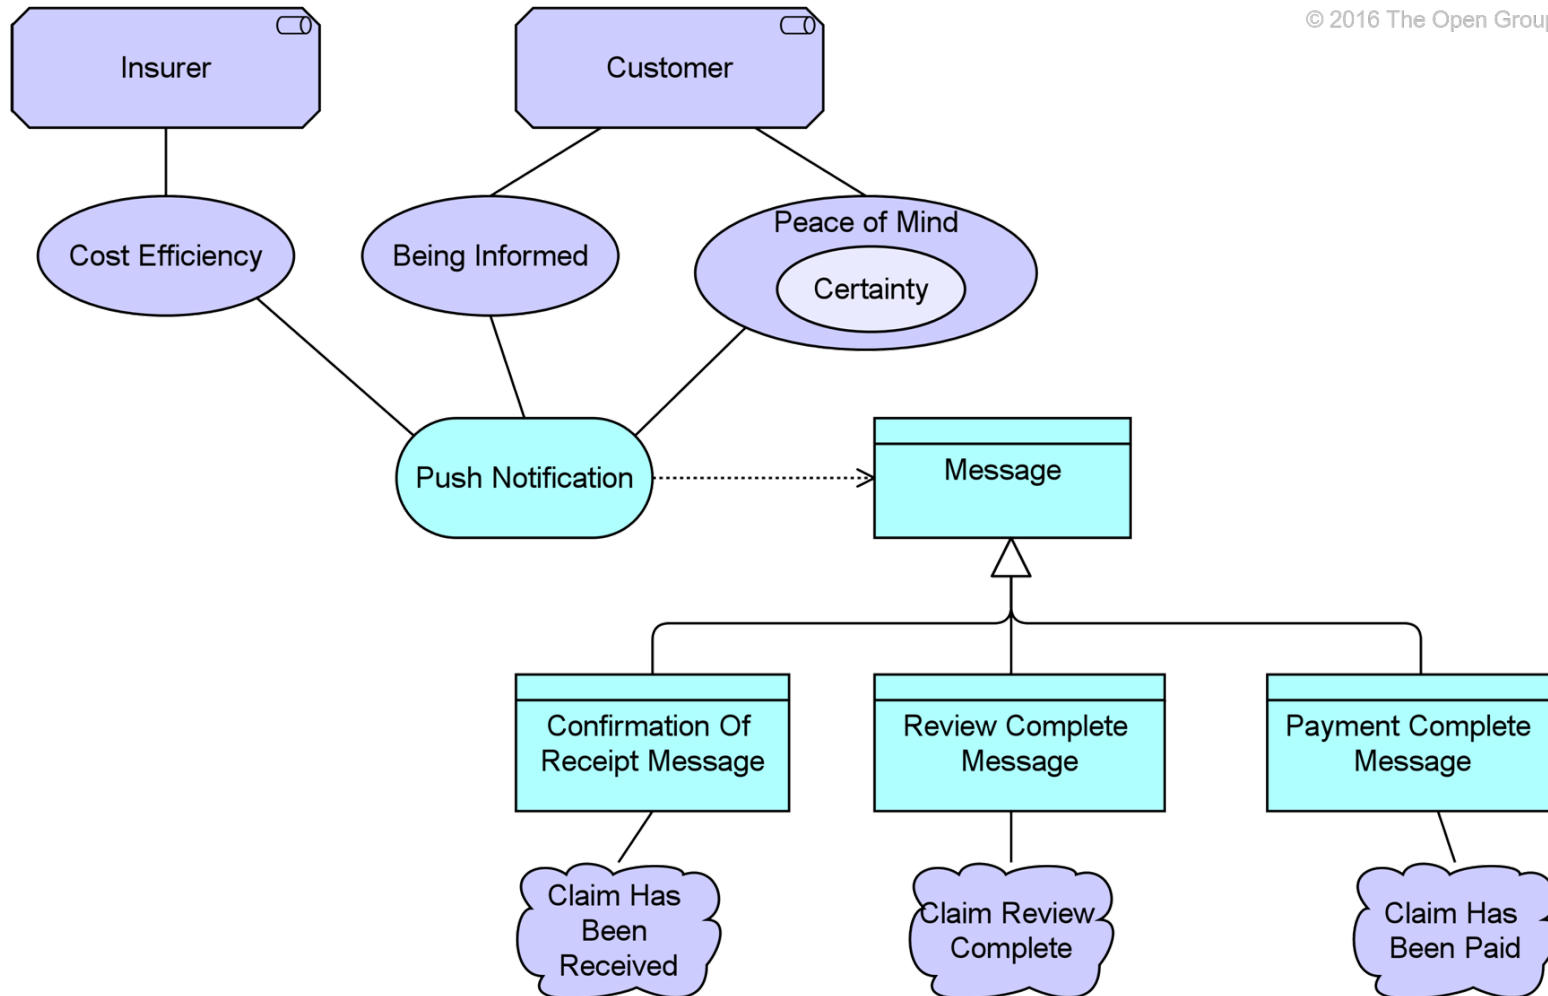 © 2016 The Open Group
Insurer
Customer
Cost Efficiency
Being Informed
Peace of Mind
Certainty
Push Notification
Message
Confirmation Of
Receipt Message
Review Complete
Message
Payment Complete
Message
Claim Has
Been
Received
Claim Review
Complete
Claim Has
Been Paid